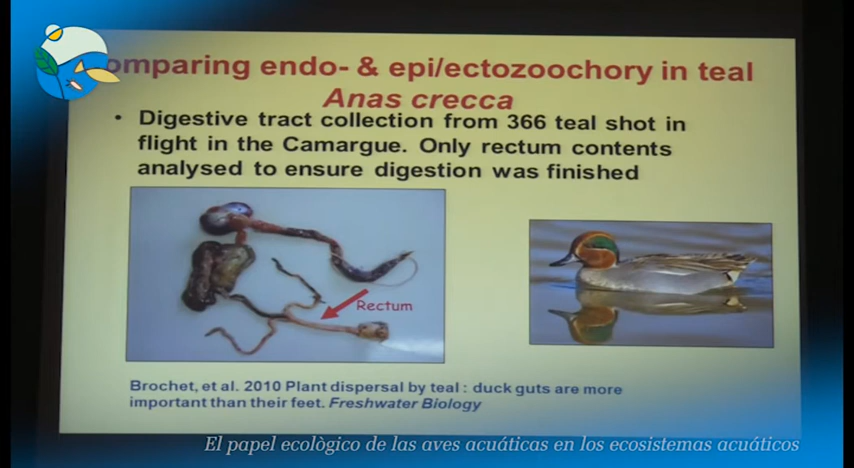 omparing endo- & epi/ectozoochory in teal
Anas crecca
• Digestive tract collection from 366 teal shot in
flight in the Camargue. Only rectum contents
analysed to ensure digestion was finished
Rectum
Brochet, et al. 2010 Plant dispersal by teal : duck guts are more
important than their feet. Freshwater Biology
El papel ecològico de las aves acuáticas en los ecosistemas acuáticos